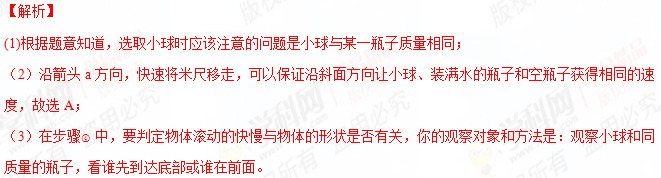 【解析】
(1)根据题意知道，选取小球时应该注意的问题是小球与某一瓶子质量相同；
（2）沿箭头 a 方向，快速将米尺移走，可以保证沿斜面方向让小球、装满水的瓶子和空瓶子获得相同的速
度，故选 A；
（3）在步骤⊙ 中，要判定物体滚动的快慢与物体的形状是否有关，你的观察对象和方法是：观察小球和同
质量的瓶子，看谁先到达底部或谁在前面。